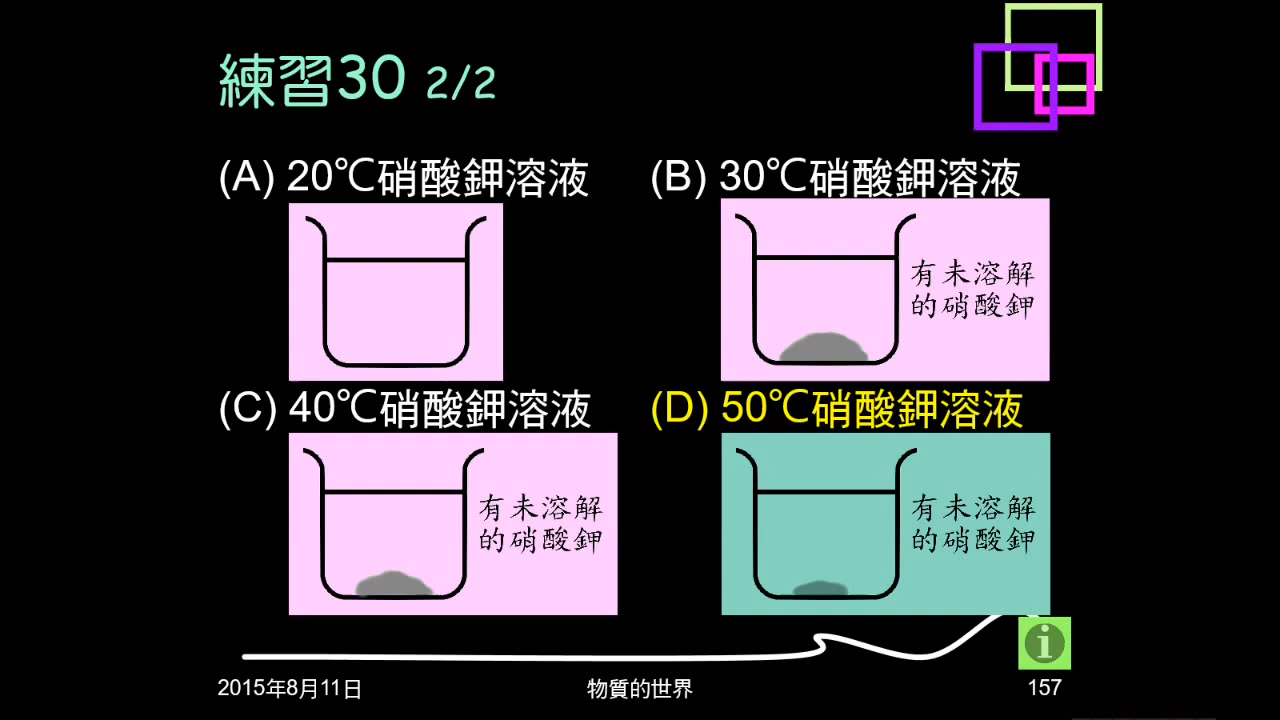 練習30 2/2
(A) 20℃硝酸鉀溶液
(B) 30℃硝酸鉀溶液
有未溶解
的硝酸鉀
(C) 40℃硝酸鉀溶液
有未溶解
的硝酸鉀
(D) 50℃硝酸鉀溶液
有未溶解
的硝酸鉀
i
2015年8月11日
物質的世界
157